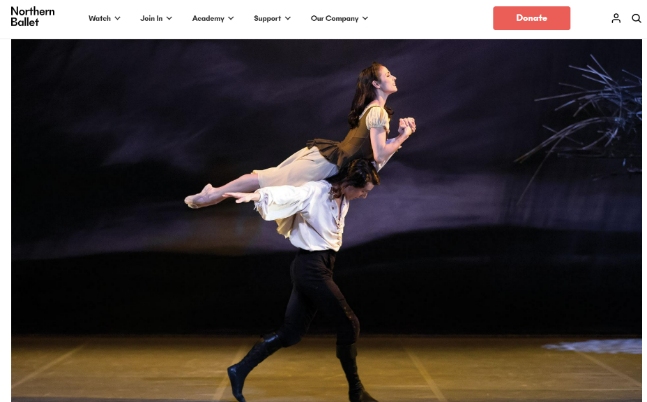 Northern
Ballet
Watch Join In Academy Support Our Company Donate